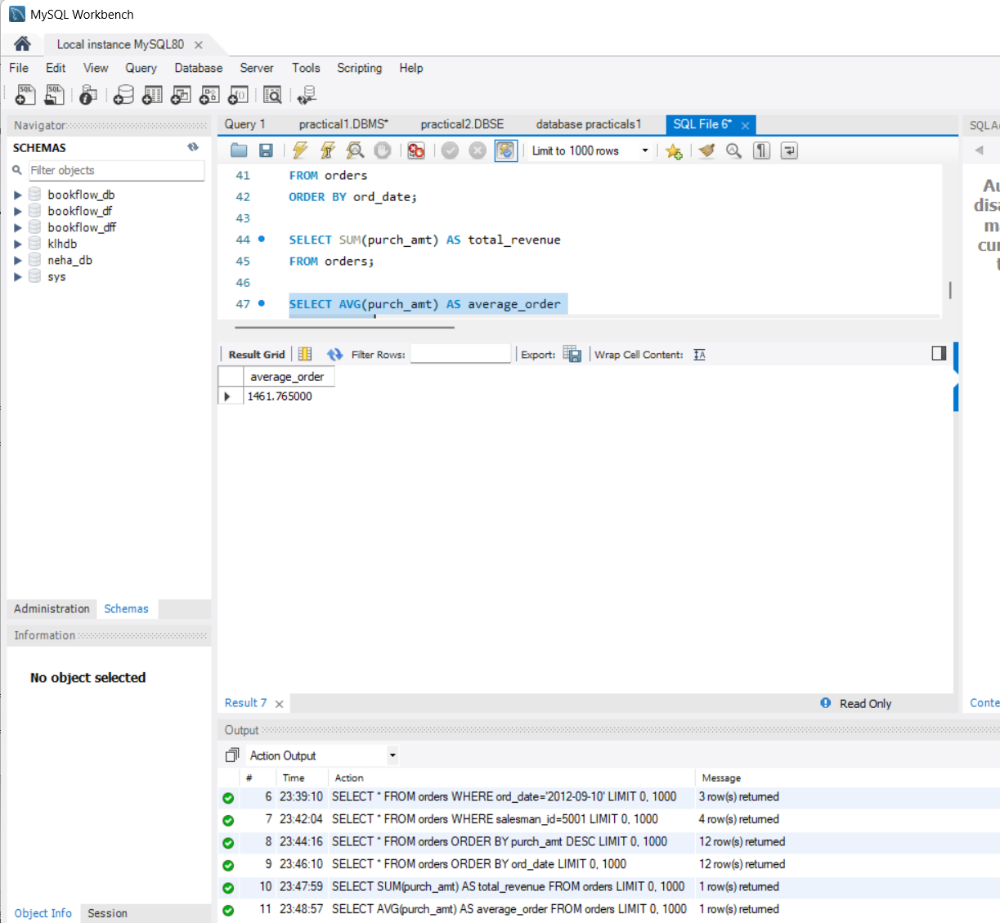 MySQL Workbench
Local instance MySQL80
File Edit View Query Database Server Tools Scripting Help
Navigator
SCHEMAS
Filter objects
bookflow_db
bookflow_df
bookflow_dff
klhdb
neha_db
sys
Administration Schemas
Information
No object selected
Object Info Session
Query 1 practical1.DBMS* practical2.DBSE database practicals1 SQL File 6*
Limit to 1000 rows
41 FROM orders
42 ORDER BY ord_date;
43
44 SELECT SUM(purch_amt) AS total_revenue
45 FROM orders;
46
47 SELECT AVG(purch_amt) AS average_order
Result Grid Filter Rows: Export: Wrap Cell Content:
average_order
1461.765000
Result 7 Read Only
Output
Action Output
# Time Action Message
6 23:39:10 SELECT * FROM orders WHERE ord_date='2012-09-10' LIMIT 0, 1000 3 row(s) returned
7 23:42:04 SELECT * FROM orders WHERE salesman_id=5001 LIMIT 0, 1000 4 row(s) returned
8 23:44:16 SELECT * FROM orders ORDER BY purch_amt DESC LIMIT 0, 1000 12 row(s) returned
9 23:46:10 SELECT * FROM orders ORDER BY ord_date LIMIT 0, 1000 12 row(s) returned
10 23:47:59 SELECT SUM(purch_amt) AS total_revenue FROM orders LIMIT 0, 1000 1 row(s) returned
11 23:48:57 SELECT AVG(purch_amt) AS average_order FROM orders LIMIT 0, 1000 1 row(s) returned